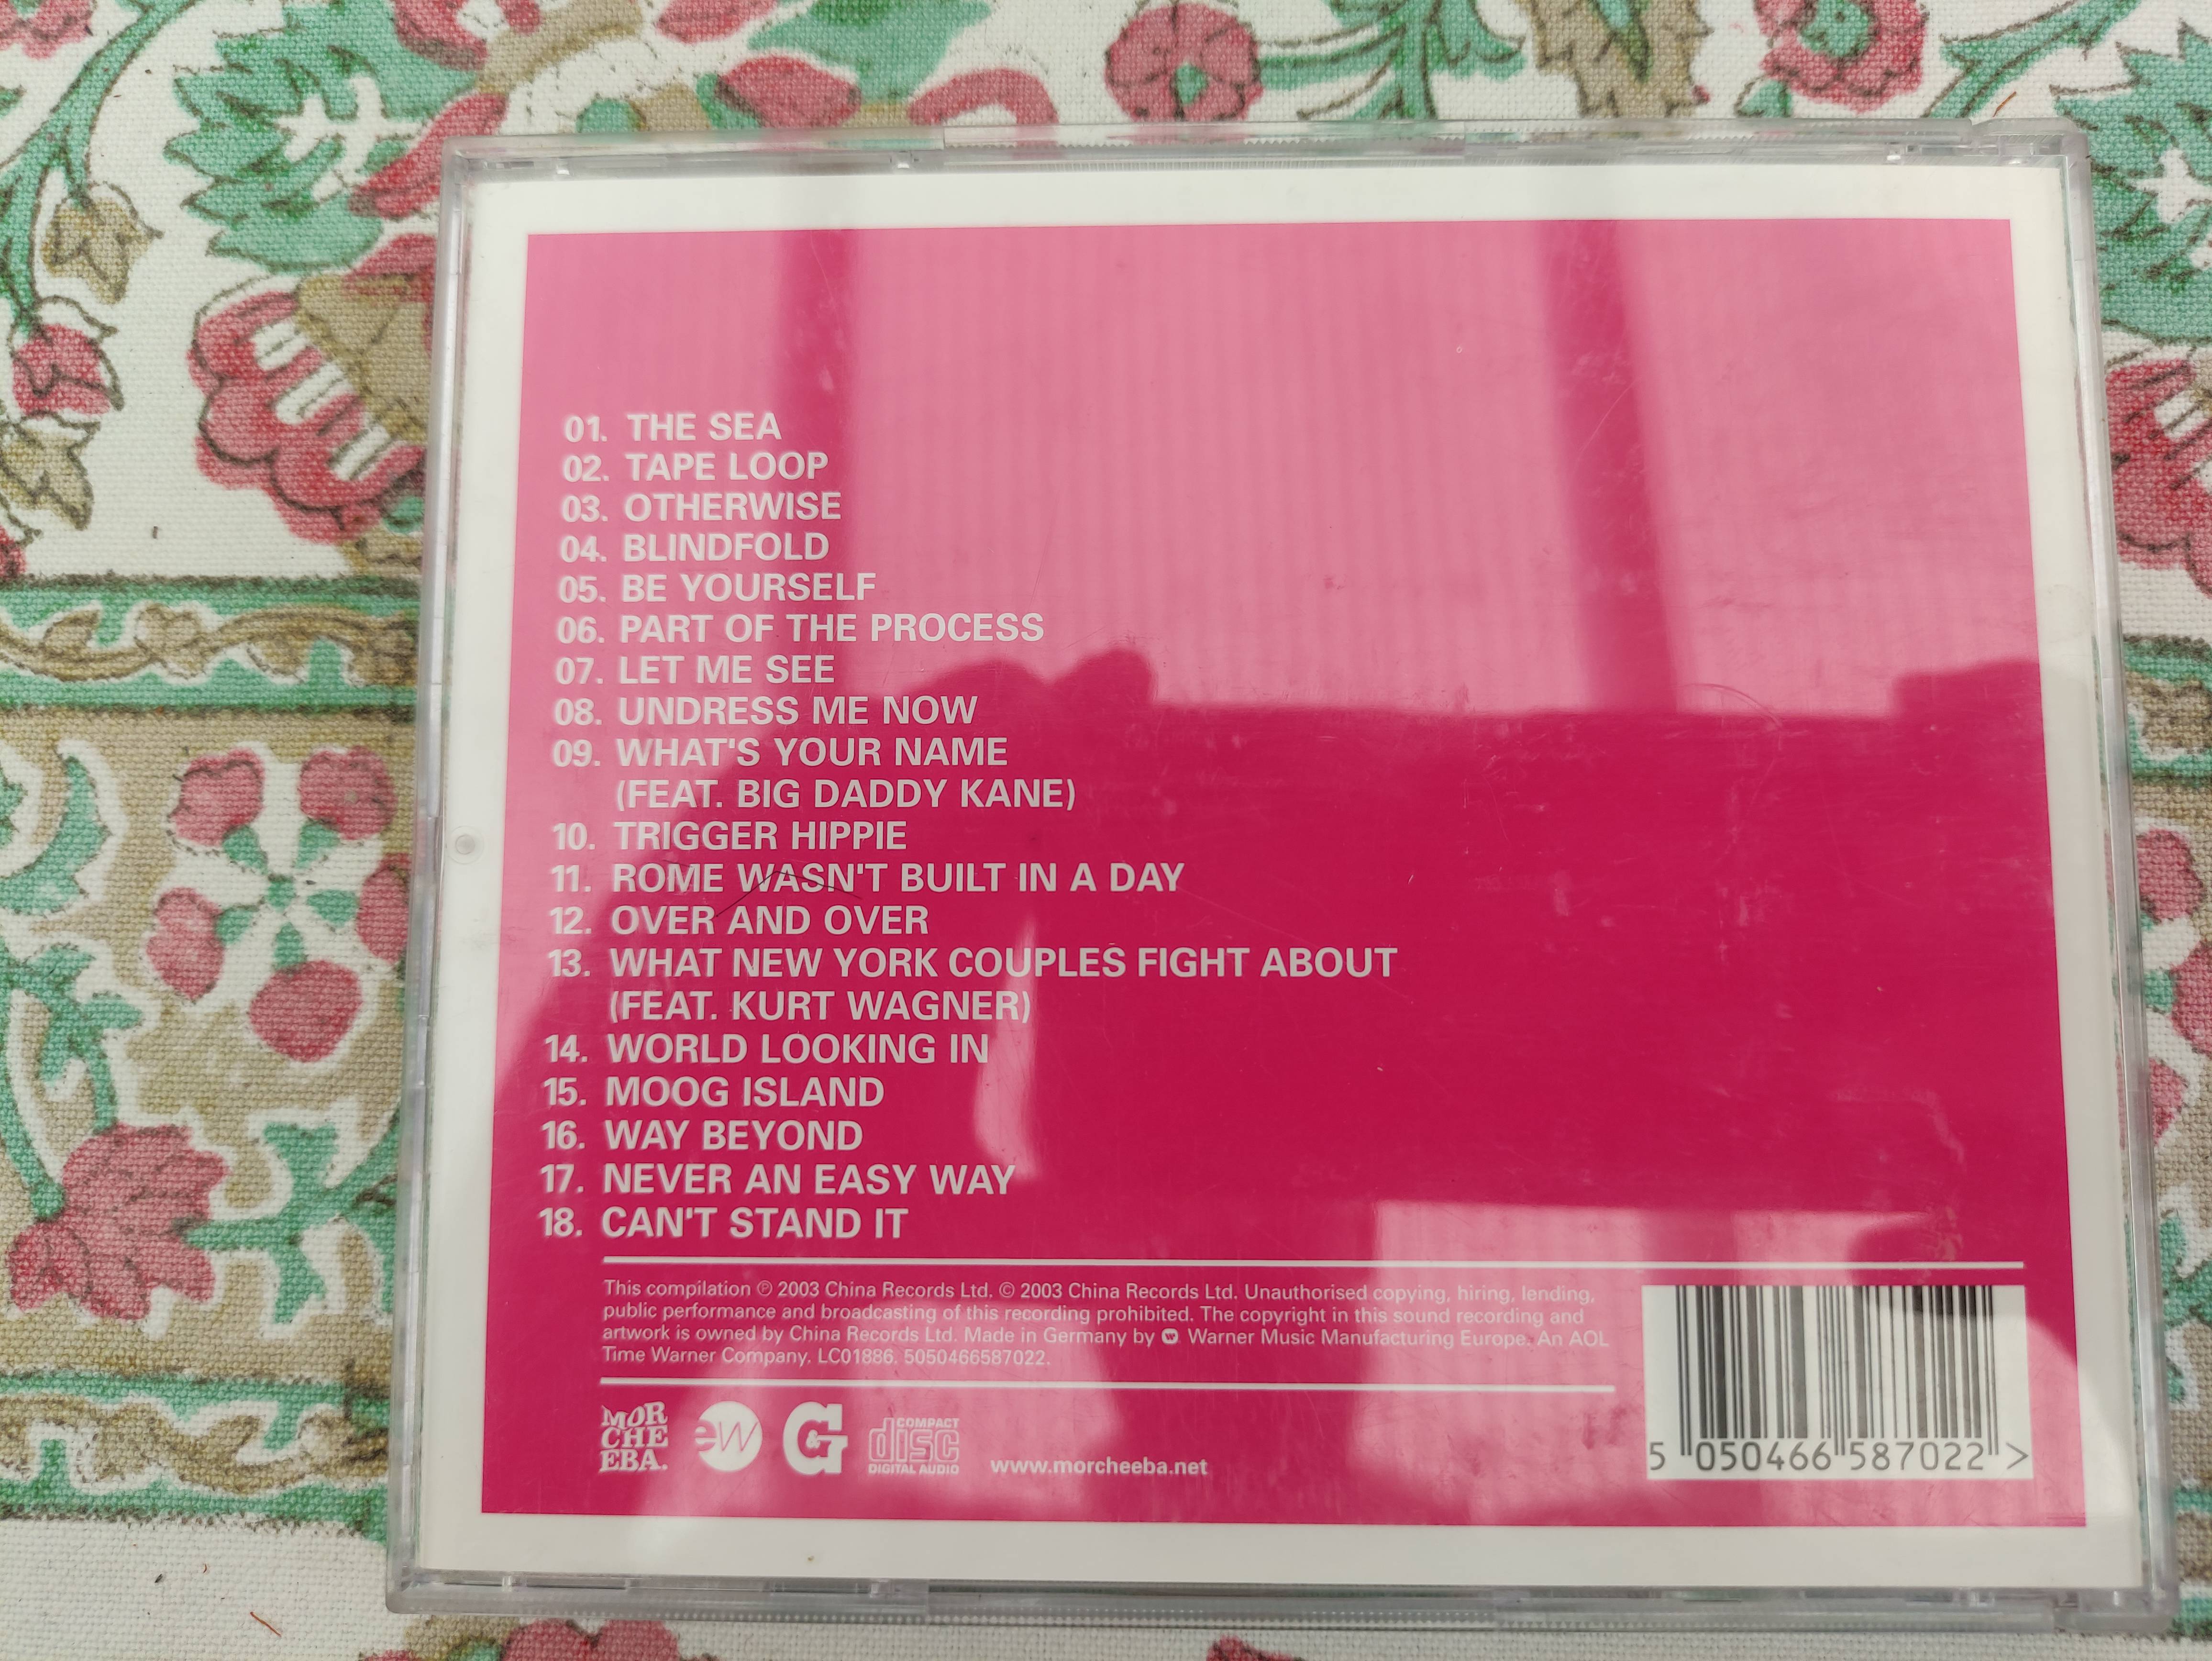 01. THE SEA
02. TAPE LOOP
03. OTHERWISE
04. BLINDFOLD
05. BE YOURSELF
06. PART OF THE PROCESS
07. LET ME SEE
08. UNDRESS ME NOW
09. WHAT'S YOUR NAME
(FEAT. BIG DADDY KANE)
10. TRIGGER HIPPIE
11. ROME WASN'T BUILT IN A DAY
12. OVER AND OVER
13. WHAT NEW YORK COUPLES FIGHT ABOUT
(FEAT. KURT WAGNER)
14. WORLD LOOKING IN
15. MOOG ISLAND
16. WAY BEYOND
17. NEVER AN EASY WAY
18. CAN'T STAND IT
This compilation ℗ 2003 China Records Ltd. © 2003 China Records Ltd. Unauthorised copying, hiring, lending,
public performance and broadcasting of this recording prohibited. The copyright in this sound recording and
artwork is owned by China Records Ltd. Made in Germany by W Warner Music Manufacturing Europe. An AOL
Time Warner Company. LC01886. 5050466587022.
MOR
CHE
EBA.
ew
G
COMPACT
disc
DIGITAL AUDIO
www.morcheeba.net
5 050466 587022 >